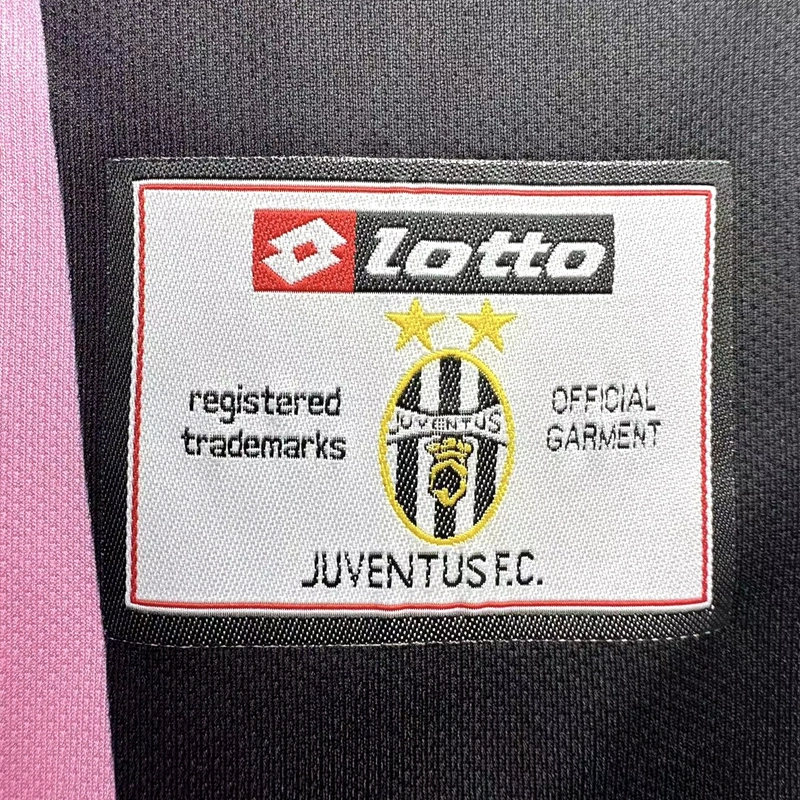 lotto
registered
trademarks
JUVENTUS
OFFICIAL
GARMENT
JUVENTUS F.C.